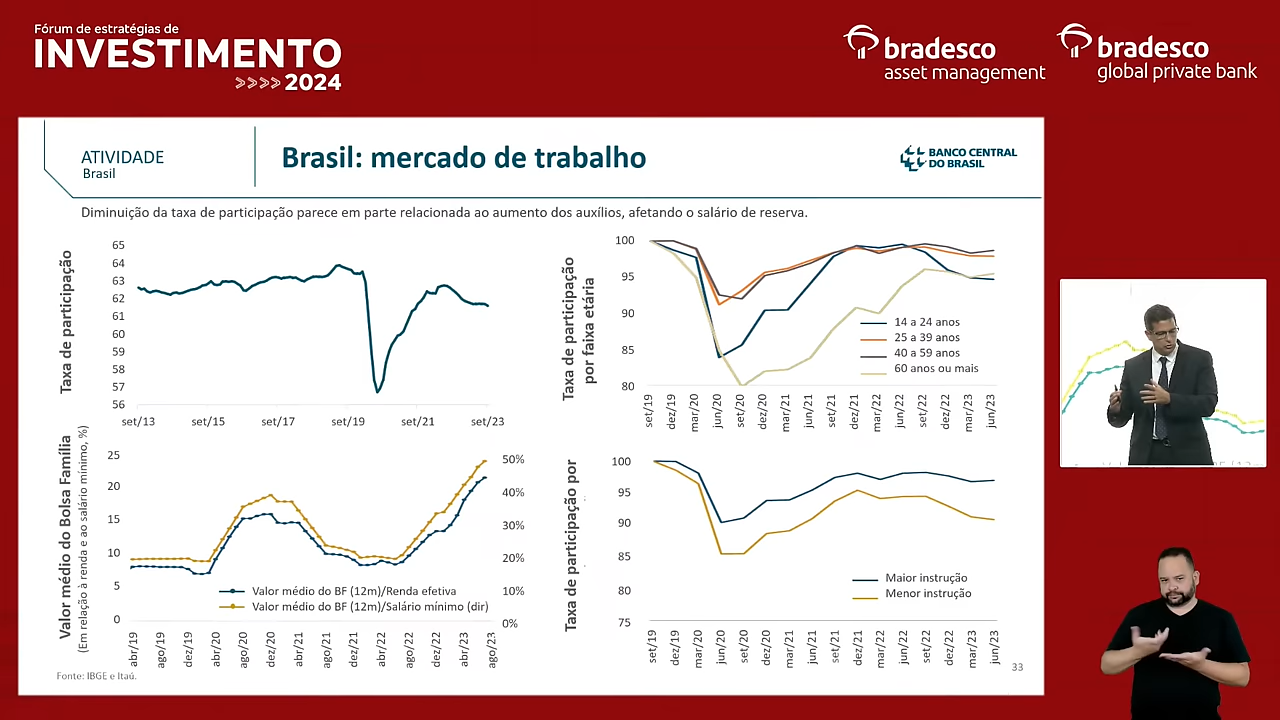 Fórum de estratégias de
INVESTIMENTO
>>>> 2024
bradesco
asset management
bradesco
global private bank
ATIVIDADE
Brasil
Brasil: mercado de trabalho
BANCO CENTRAL
DO BRASIL
Diminuição da taxa de participação parece em parte relacionada ao aumento dos auxílios, afetando o salário de reserva.
Taxa de participação
65
64
63
62
61
60
59
58
57
56
set/13
set/15
set/17
set/19
set/21
set/23
Taxa de participação
por faixa etária
100
95
90
85
80
14 a 24 anos
25 a 39 anos
40 a 59 anos
60 anos ou mais
set/19
dez/19
mar/20
jun/20
set/20
dez/20
mar/21
jun/21
set/21
dez/21
mar/22
jun/22
set/22
dez/22
mar/23
jun/23
Valor médio do Bolsa Família
(Em relação à renda e ao salário mínimo, %)
25
20
15
10
5
0
50%
40%
30%
20%
10%
0%
Valor médio do BF (12m)/Renda efetiva
Valor médio do BF (12m)/Salário mínimo (dir)
abr/19
ago/19
dez/19
abr/20
ago/20
dez/20
abr/21
ago/21
dez/21
abr/22
ago/22
dez/22
abr/23
ago/23
Taxa de participação por
100
95
90
85
80
75
Maior instrução
Menor instrução
set/19
dez/19
mar/20
jun/20
set/20
dez/20
mar/21
jun/21
set/21
dez/21
mar/22
jun/22
set/22
dez/22
mar/23
jun/23
Fonte: IBGE e Itaú.
33